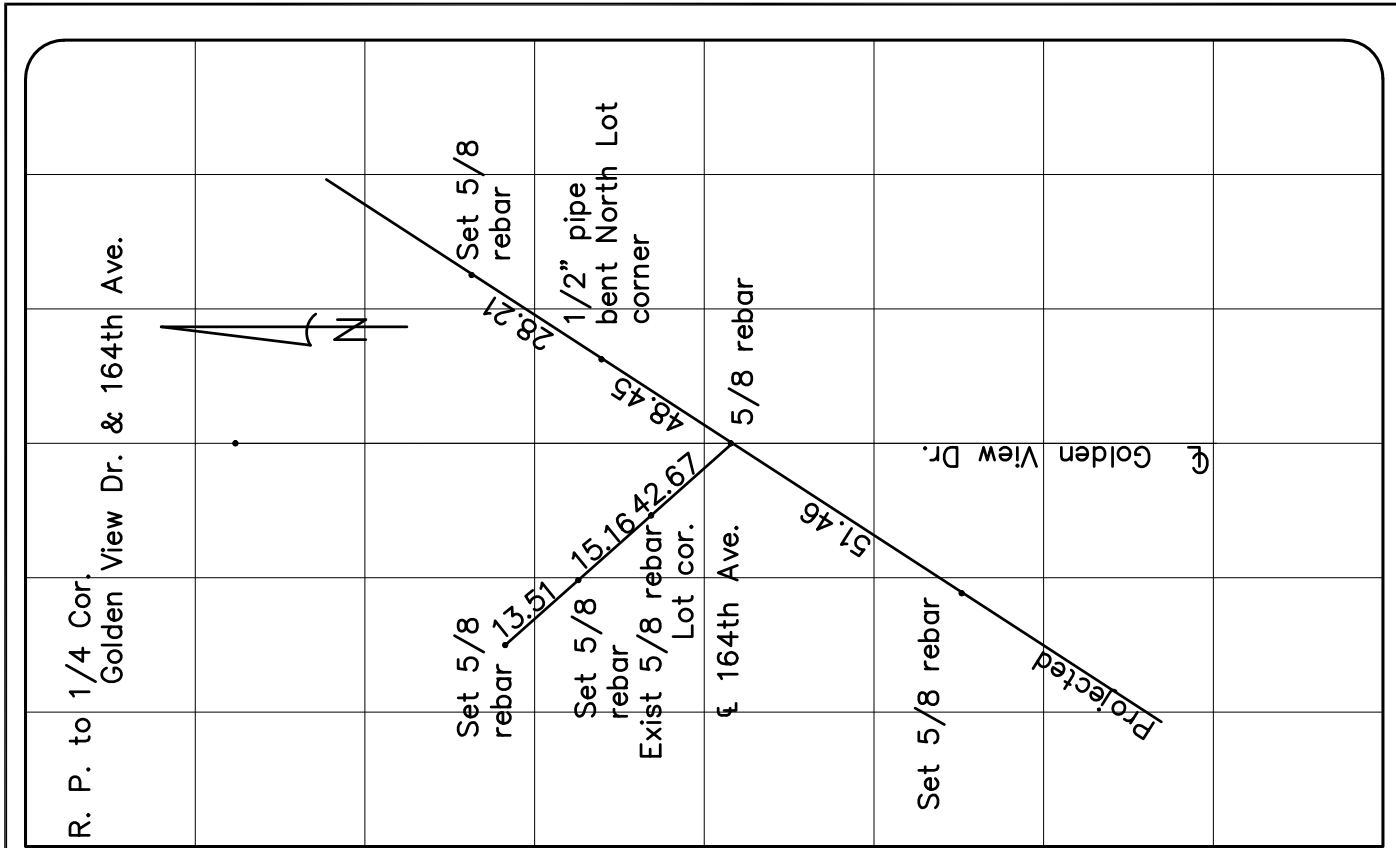 R. P. to 1/4 Cor.
Golden View Dr. & 164th Ave.
N
Set 5/8
rebar
28.21
1/2" pipe
bent North Lot
corner
48.45
5/8 rebar
42.67
15.16
13.51
Set 5/8
rebar
Set 5/8
rebar
Exist 5/8 rebar
Lot cor.
℄ 164th Ave.
51.46
℄ Golden View Dr.
Set 5/8 rebar
Projected